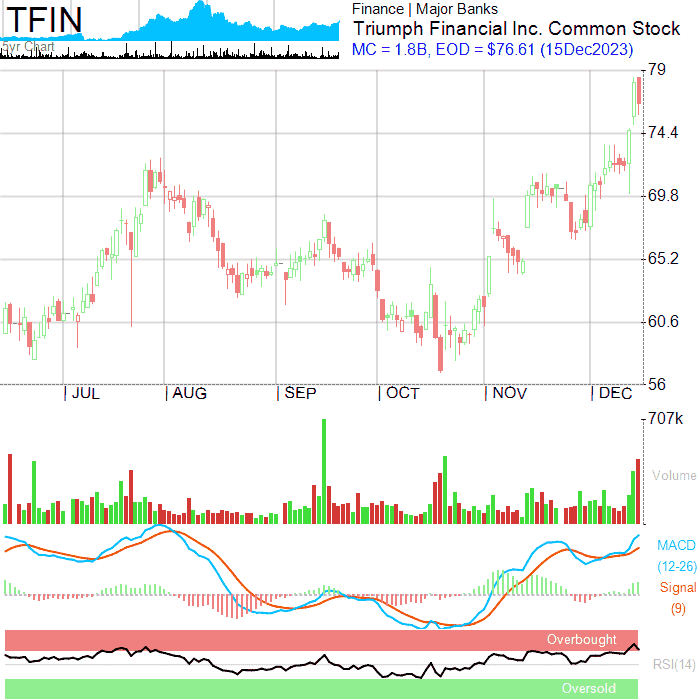 TFIN
5yr Chart
Finance | Major Banks
Triumph Financial Inc. Common Stock
MC = 1.8B, EOD = $76.61 (15Dec2023)
79
74.4
69.8
65.2
60.6
56
JUL AUG SEP OCT NOV DEC
707k
Volume
MACD
(12-26)
Signal
(9)
Overbought
RSI(14)
Oversold